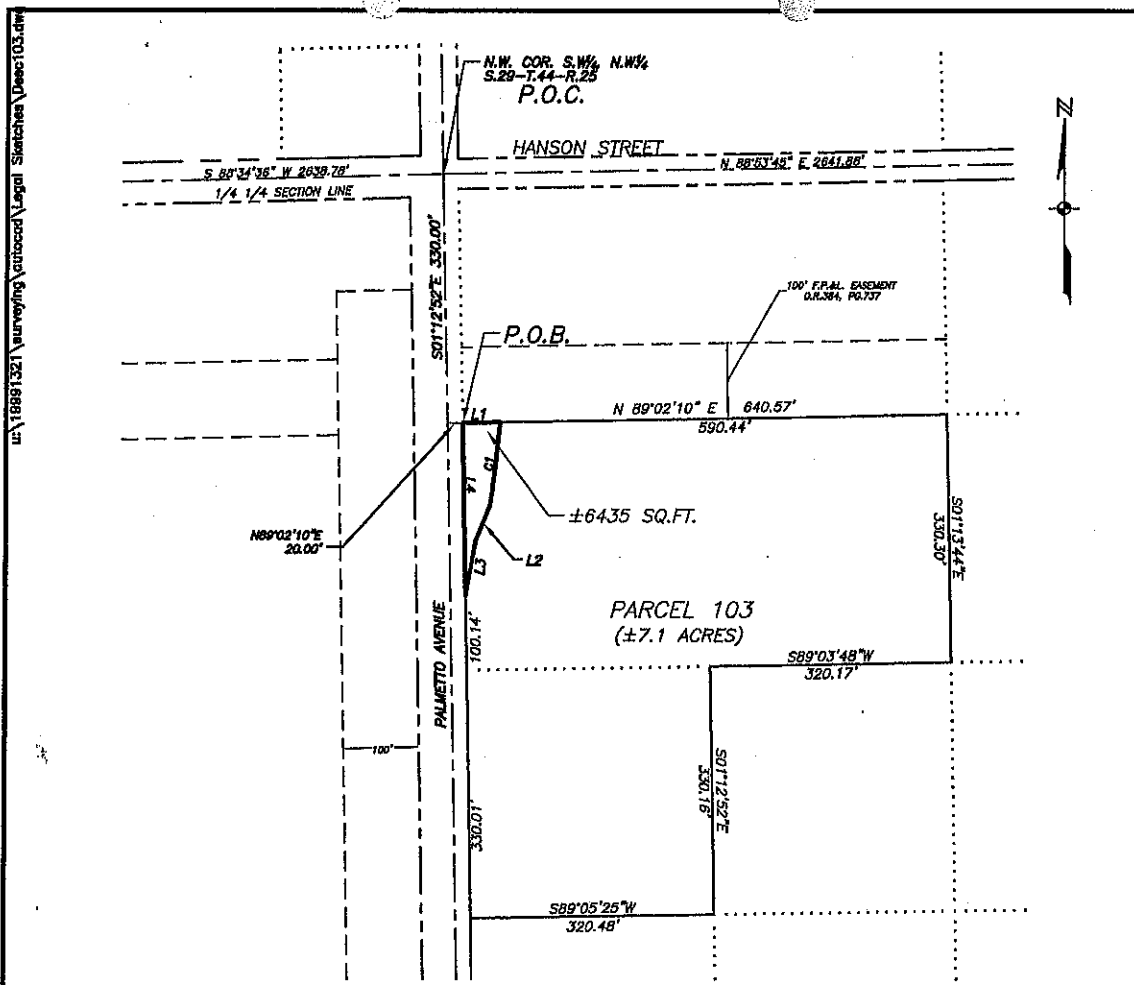 u:\19991321\surveying\autocad\Legal Sketches\Desc103.dwg
N.W. COR. S.W¼, N.W¼
S.29-T.44-R.25
P.O.C.
N
HANSON STREET
S 88°34'36" W 2638.78'
N 88°53'45" E 2641.88'
1/4 1/4 SECTION LINE
S01°12'52"E 330.00'
100' F.P.&L. EASEMENT
O.R.384, PG.737
P.O.B.
L1
N 89°02'10" E 640.57'
590.44'
C1
L4
±6435 SQ.FT.
N89°02'10"E
20.00'
L2
L3
S01°13'44"E
330.30'
PALMETTO AVENUE
100.14'
PARCEL 103
(±7.1 ACRES)
S89°03'48"W
320.17'
100'
S01°12'52"E
330.16'
330.01'
S89°05'25"W
320.48'